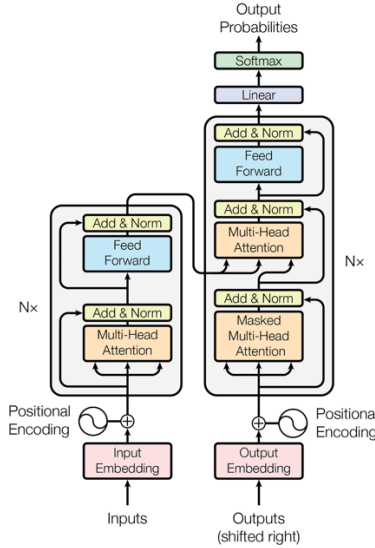 Output
Probabilities
Softmax
Linear
Add & Norm
Feed
Forward
Add & Norm
Multi-Head
Attention
Add & Norm
Masked
Multi-Head
Attention
N×
Add & Norm
Feed
Forward
N×
Add & Norm
Multi-Head
Attention
Positional
Encoding
Positional
Encoding
Input
Embedding
Output
Embedding
Inputs
Outputs
(shifted right)